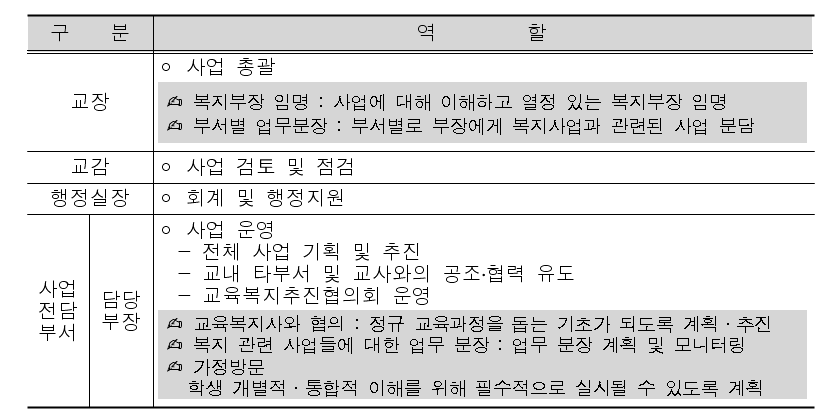 구 분 역 할
교장
○ 사업 총괄
✍ 복지부장 임명 : 사업에 대해 이해하고 열정 있는 복지부장 임명
✍ 부서별 업무분장 : 부서별로 부장에게 복지사업과 관련된 사업 분담
교감 ○ 사업 검토 및 점검
행정실장 ○ 회계 및 행정지원
사업
전담
부서
담당
부장
○ 사업 운영
- 전체 사업 기획 및 추진
- 교내 타부서 및 교사와의 공조·협력 유도
- 교육복지추진협의회 운영
✍ 교육복지사와 협의 : 정규 교육과정을 돕는 기초가 되도록 계획·추진
✍ 복지 관련 사업들에 대한 업무 분장 : 업무 분장 계획 및 모니터링
✍ 가정방문
학생 개별적·통합적 이해를 위해 필수적으로 실시될 수 있도록 계획